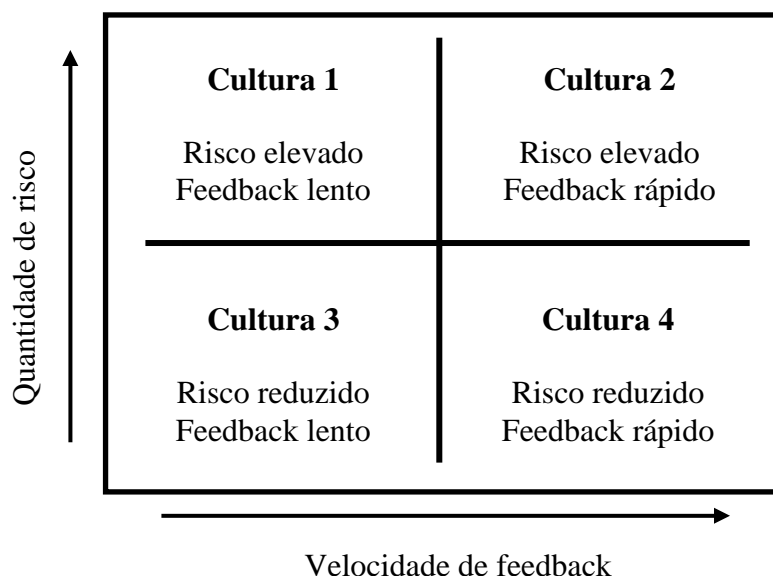 Quantidade de risco
Cultura 1
Risco elevado
Feedback lento
Cultura 2
Risco elevado
Feedback rápido
Cultura 3
Risco reduzido
Feedback lento
Cultura 4
Risco reduzido
Feedback rápido
Velocidade de feedback